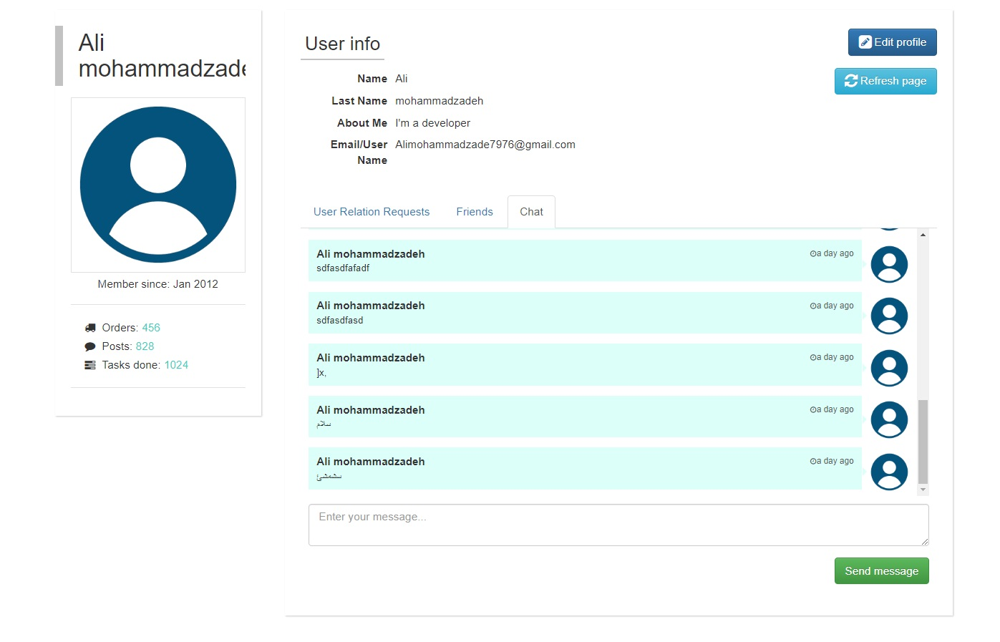 Ali
mohammadzade
Member since: Jan 2012
Orders: 456
Posts: 828
Tasks done: 1024
User info
Edit profile
Refresh page
Name Ali
Last Name mohammadzadeh
About Me I'm a developer
Email/User Alimohammadzade7976@gmail.com
Name
User Relation Requests Friends Chat
Ali mohammadzadeh a day ago
sdfasdfafadf
Ali mohammadzadeh a day ago
sdfasdfasd
Ali mohammadzadeh a day ago
]x,
Ali mohammadzadeh a day ago
سلام
Ali mohammadzadeh a day ago
سشمشئ
Enter your message...
Send message